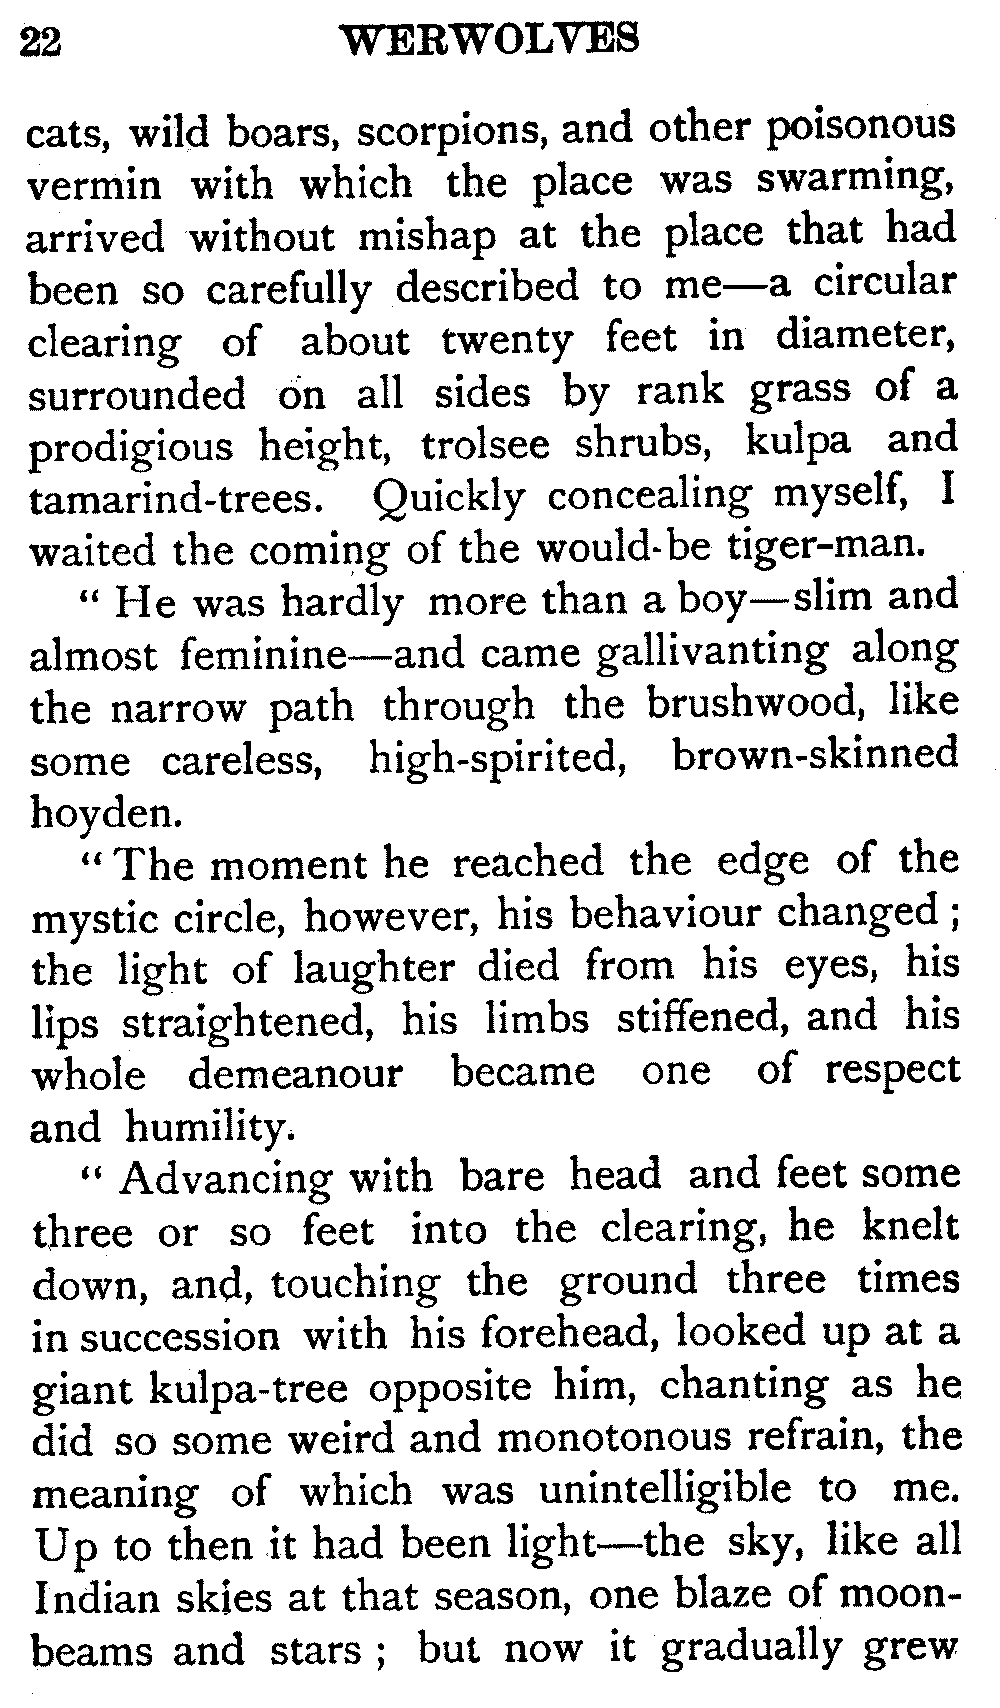 22 WERWOLVES
cats, wild boars, scorpions, and other poisonous
vermin with which the place was swarming,
arrived without mishap at the place that had
been so carefully described to me—a circular
clearing of about twenty feet in diameter,
surrounded on all sides by rank grass of a
prodigious height, trolsee shrubs, kulpa and
tamarind-trees. Quickly concealing myself, I
waited the coming of the would-be tiger-man.
“ He was hardly more than a boy—slim and
almost feminine—and came gallivanting along
the narrow path through the brushwood, like
some careless, high-spirited, brown-skinned
hoyden.
“ The moment he reached the edge of the
mystic circle, however, his behaviour changed ;
the light of laughter died from his eyes, his
lips straightened, his limbs stiffened, and his
whole demeanour became one of respect
and humility.
“ Advancing with bare head and feet some
three or so feet into the clearing, he knelt
down, and, touching the ground three times
in succession with his forehead, looked up at a
giant kulpa-tree opposite him, chanting as he
did so some weird and monotonous refrain, the
meaning of which was unintelligible to me.
Up to then it had been light—the sky, like all
Indian skies at that season, one blaze of moon-
beams and stars ; but now it gradually grew